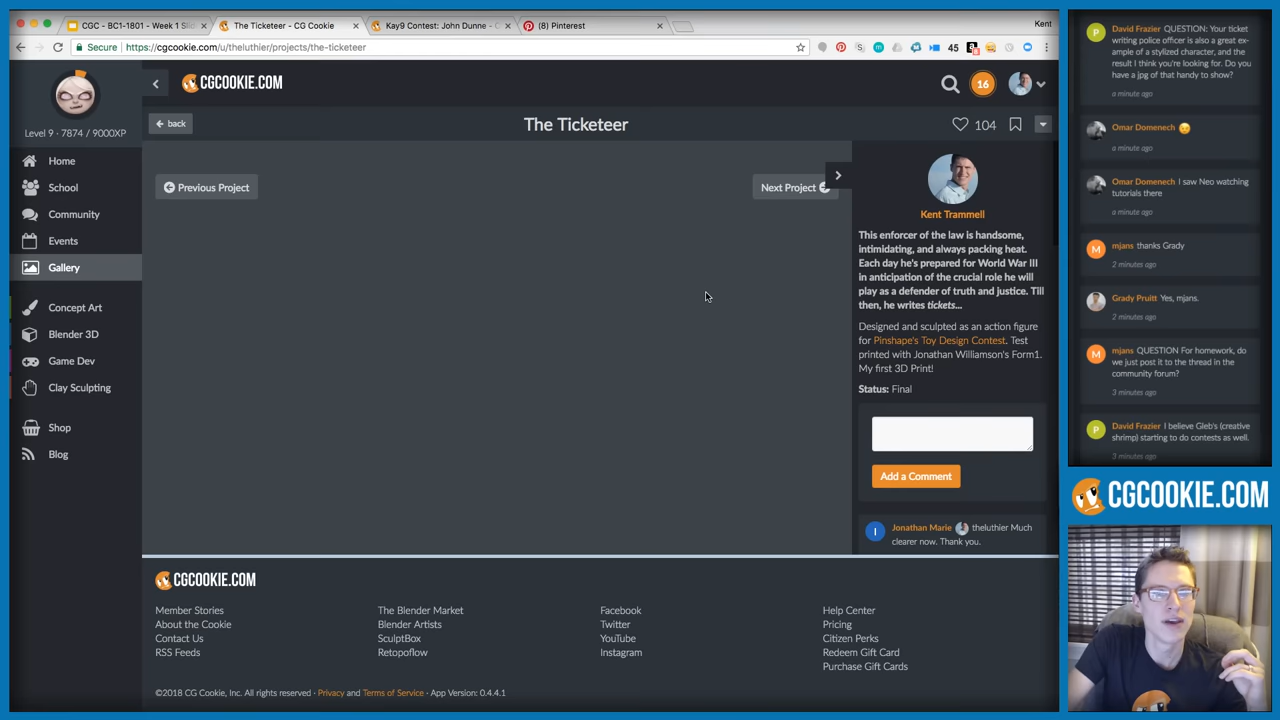 CGC - BC1-1801 - Week 1 Slid
The Ticketeer - CG Cookie
Kay9 Contest: John Dunne - C
(8) Pinterest
Kent
Secure
https://cgcookie.com/u/theluthier/projects/the-ticketeer
45
Level 9 - 7874 / 9000XP
Home
School
Community
Events
Gallery
Concept Art
Blender 3D
Game Dev
Clay Sculpting
Shop
Blog
CGCOOKIE.COM
16
back
The Ticketeer
104
Previous Project
Next Project
Kent Trammell
This enforcer of the law is handsome,
intimidating, and always packing heat.
Each day he's prepared for World War III
in anticipation of the crucial role he will
play as a defender of truth and justice. Till
then, he writes tickets...
Designed and sculpted as an action figure
for Pinshape's Toy Design Contest. Test
printed with Jonathan Williamson's Form1.
My first 3D Print!
Status: Final
Add a Comment
Jonathan Marie theluthier Much
clearer now. Thank you.
CGCOOKIE.COM
Member Stories
About the Cookie
Contact Us
RSS Feeds
The Blender Market
Blender Artists
SculptBox
Retopoflow
Facebook
Twitter
YouTube
Instagram
Help Center
Pricing
Citizen Perks
Redeem Gift Card
Purchase Gift Cards
©2018 CG Cookie, Inc. All rights reserved · Privacy and Terms of Service · App Version: 0.4.4.1
P
David Frazier QUESTION: Your ticket
writing police officer is also a great ex-
ample of a stylized character, and the
result I think you're looking for. Do you
have a jpg of that handy to show?
a minute ago
Omar Domenech
a minute ago
Omar Domenech I saw Neo watching
tutorials there
a minute ago
M
mjans thanks Grady
2 minutes ago
Grady Pruitt Yes, mjans.
2 minutes ago
M
mjans QUESTION For homework, do
we just post it to the thread in the
community forum?
3 minutes ago
P
David Frazier I believe Gleb's (creative
shrimp) starting to do contests as well.
3 minutes ago
CGCOOKIE.COM